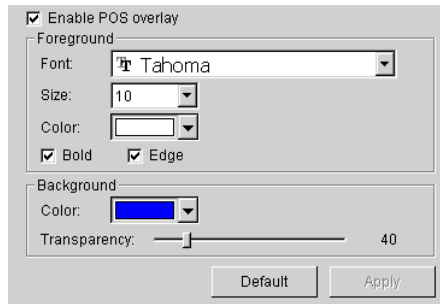 Enable POS overlay
Foreground
Font: Tahoma
Size: 10
Color:
Bold Edge
Background
Color:
Transparency: 40
Default Apply